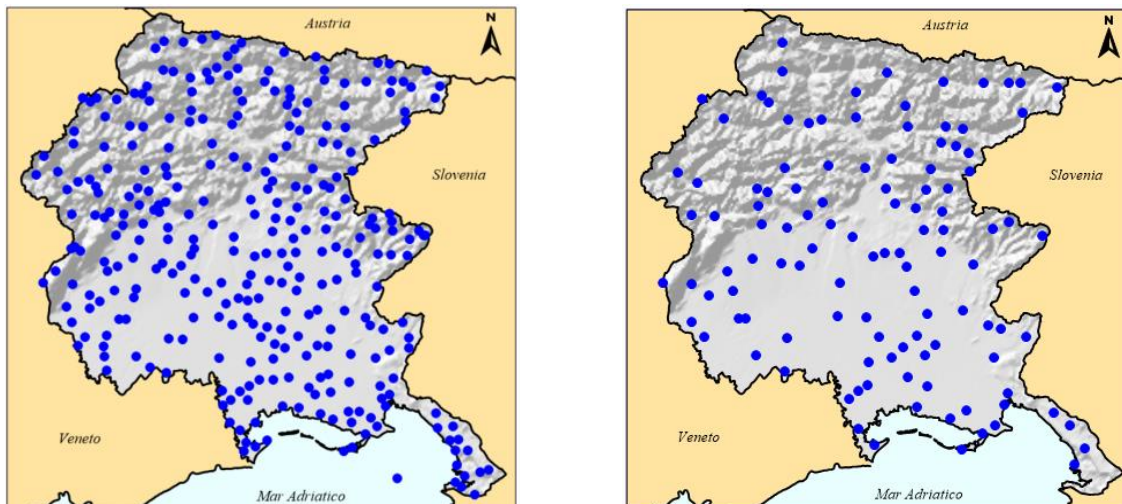 Austria
N
Slovenia
Veneto
Mar Adriatico
Austria
N
Slovenia
Veneto
Mar Adriatico